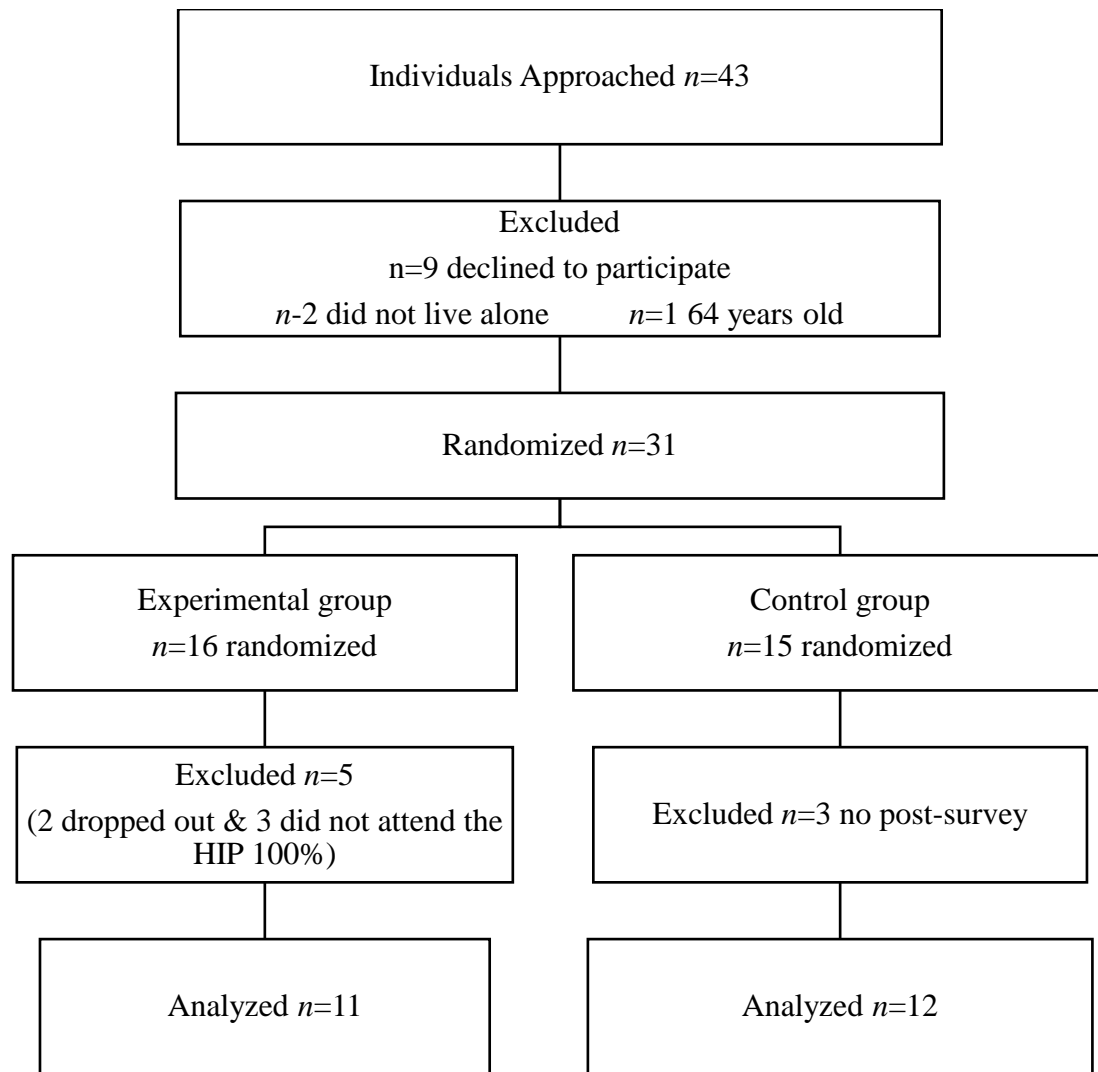 Individuals Approached n=43
Excluded
n=9 declined to participate
n-2 did not live alone n=1 64 years old
Randomized n=31
Experimental group
n=16 randomized
Control group
n=15 randomized
Excluded n=5
(2 dropped out & 3 did not attend the
HIP 100%)
Excluded n=3 no post-survey
Analyzed n=11
Analyzed n=12